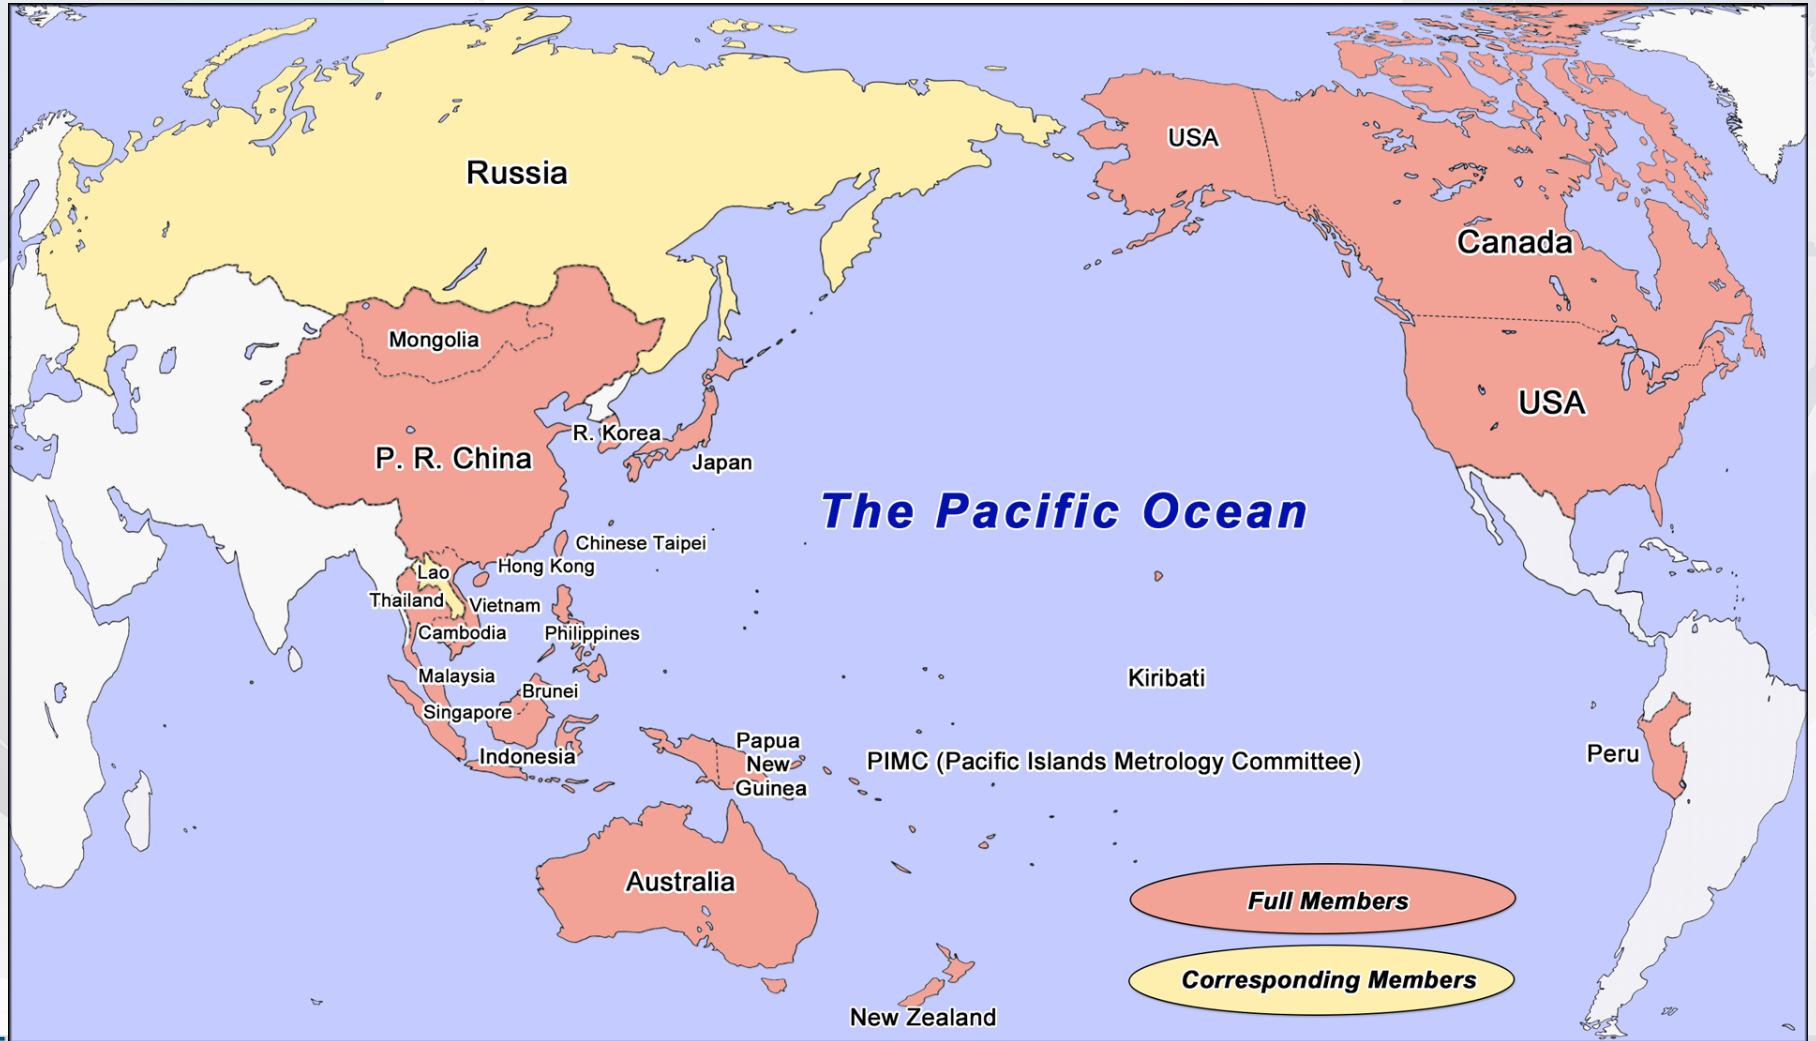 Russia
USA
Canada
Mongolia
USA
R. Korea
P. R. China
Japan
The Pacific Ocean
Chinese Taipei
Hong Kong
Lao
Thailand
Vietnam
Cambodia
Philippines
Malaysia
Kiribati
Brunei
Singapore
Papua
New
Guinea
Indonesia
PIMC (Pacific Islands Metrology Committee)
Peru
Australia
Full Members
Corresponding Members
New Zealand